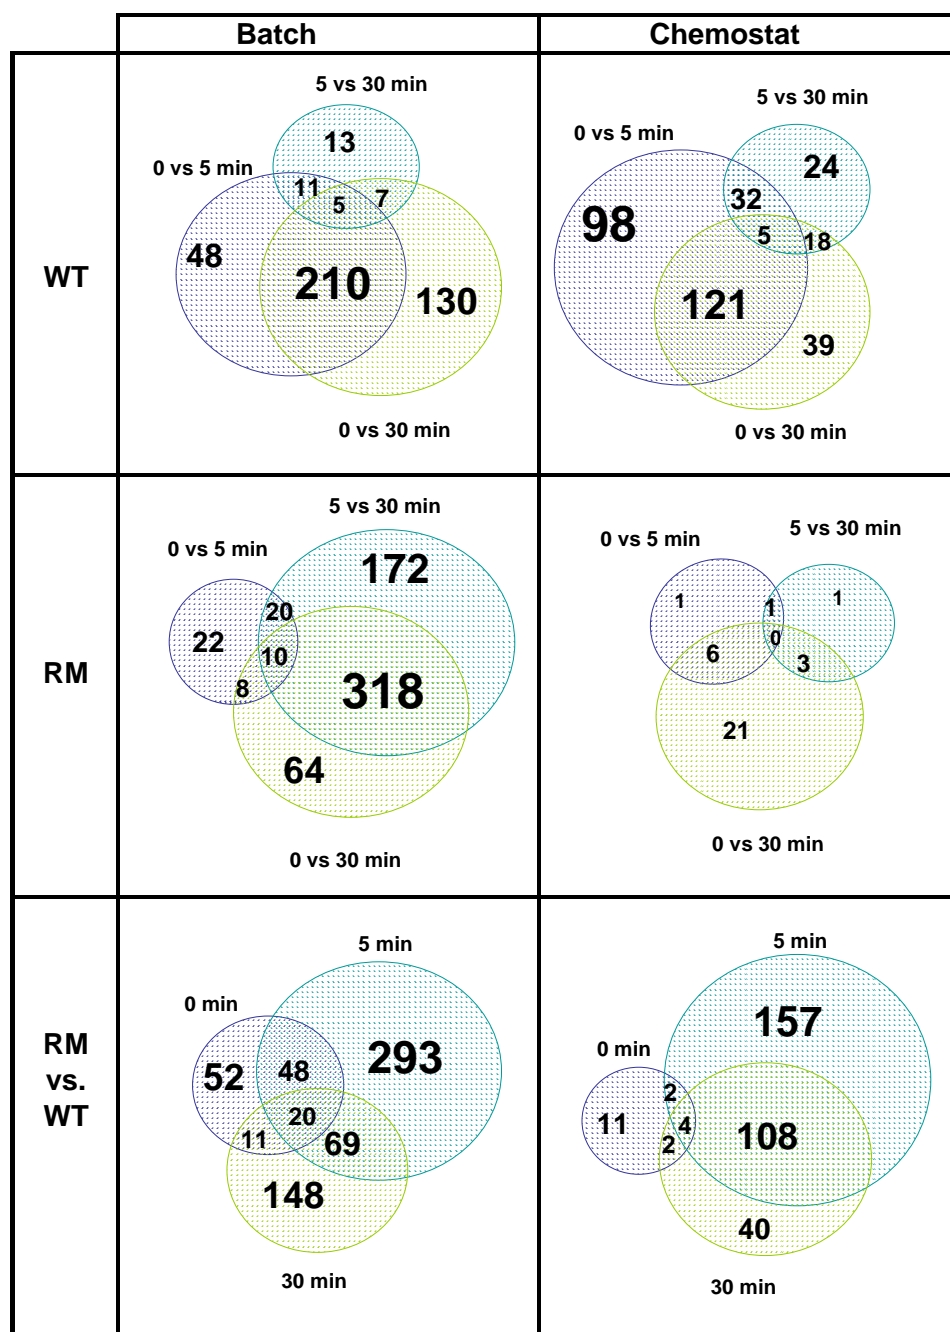 Batch
Chemostat
WT
5 vs 30 min
13
0 vs 5 min
11
5
7
48
210
130
0 vs 30 min
5 vs 30 min
0 vs 5 min
24
32
98
5
18
121
39
0 vs 30 min
RM
5 vs 30 min
0 vs 5 min
172
20
22
10
8
318
64
0 vs 30 min
0 vs 5 min
5 vs 30 min
1
1
1
0
6
3
21
0 vs 30 min
RM
vs.
WT
5 min
0 min
293
52
48
20
11
69
148
30 min
5 min
157
0 min
2
11
4
2
108
40
30 min